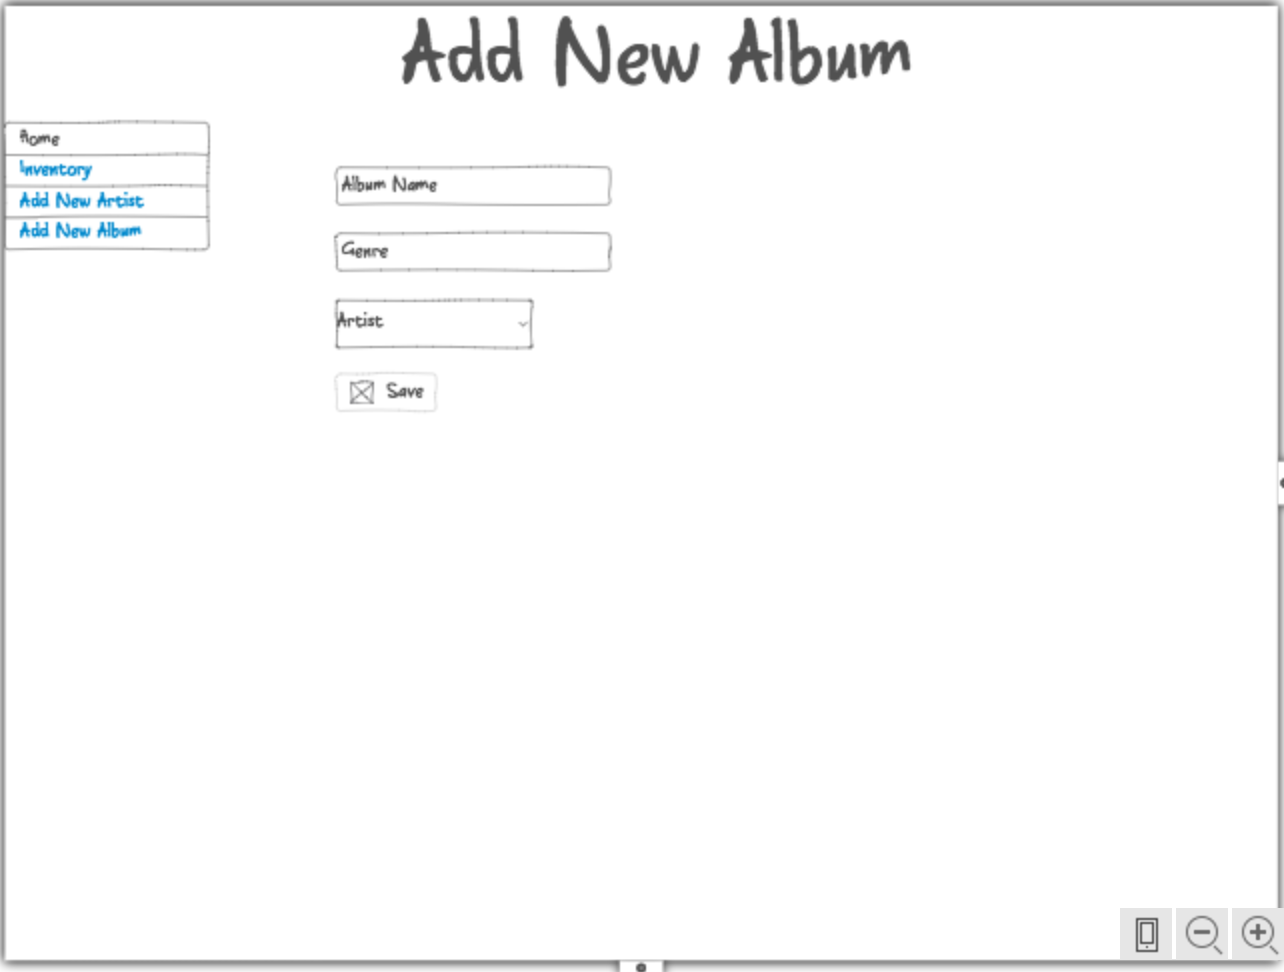 Add New Album
Home
Inventory
Add New Artist
Add New Album
Album Name
Genre
Artist
Save